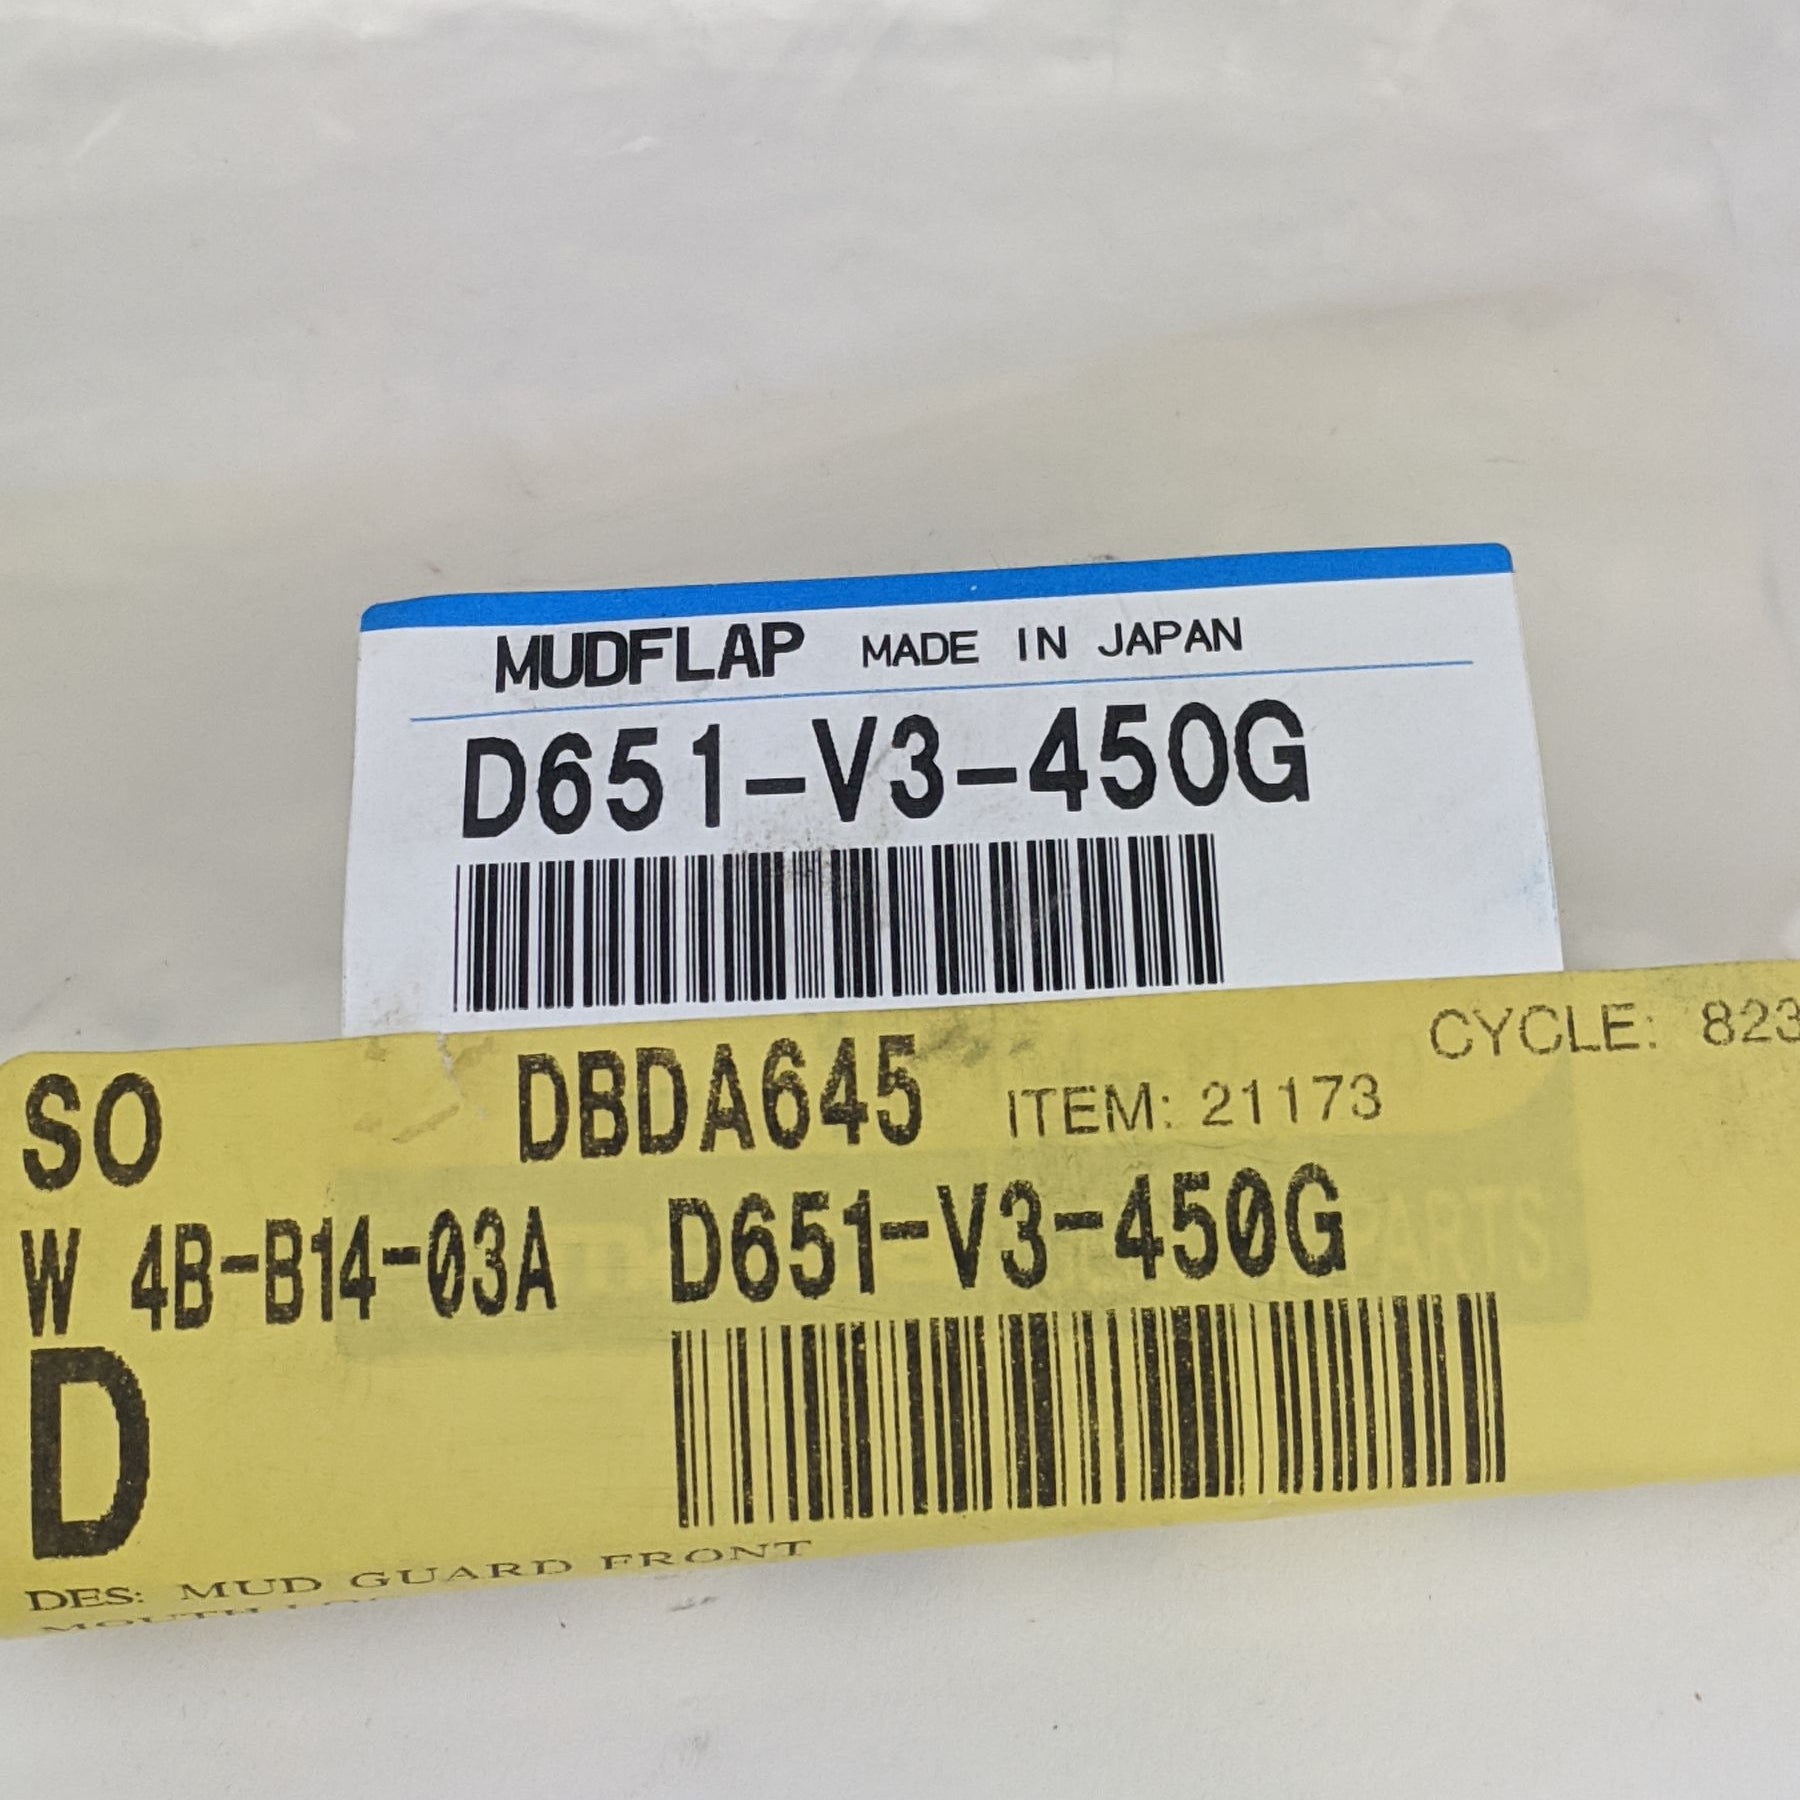 MUDFLAP MADE IN JAPAN
D651-V3-450G
CYCLE: 823
SO DBDA645 ITEM: 21173
W 4B-B14-03A D651-V3-450G
PARTS
D
DES: MUD GUARD FRONT